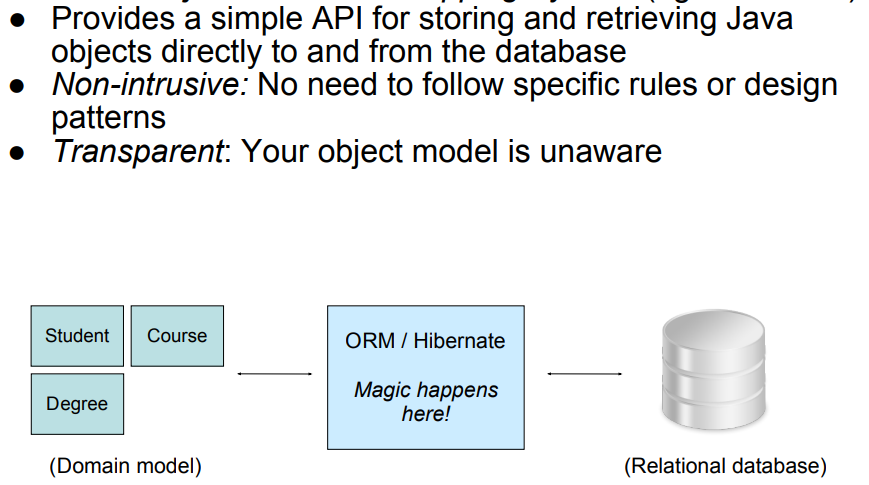 ● Provides a simple API for storing and retrieving Java
objects directly to and from the database
● Non-intrusive: No need to follow specific rules or design
patterns
● Transparent: Your object model is unaware
Student
Course
Degree
(Domain model)
ORM / Hibernate
Magic happens
here!
(Relational database)